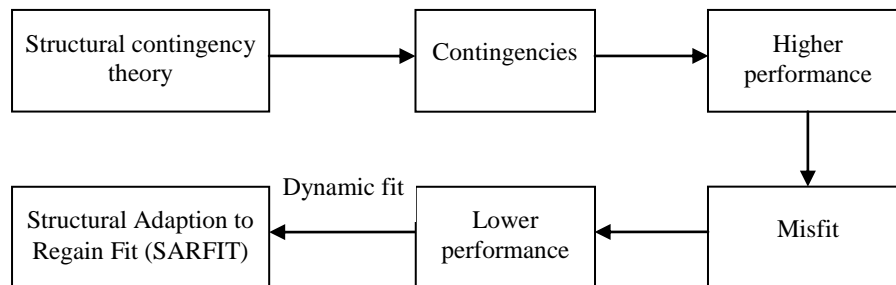 Structural contingency
theory
Contingencies
Higher
performance
Misfit
Lower
performance
Dynamic fit
Structural Adaption to
Regain Fit (SARFIT)